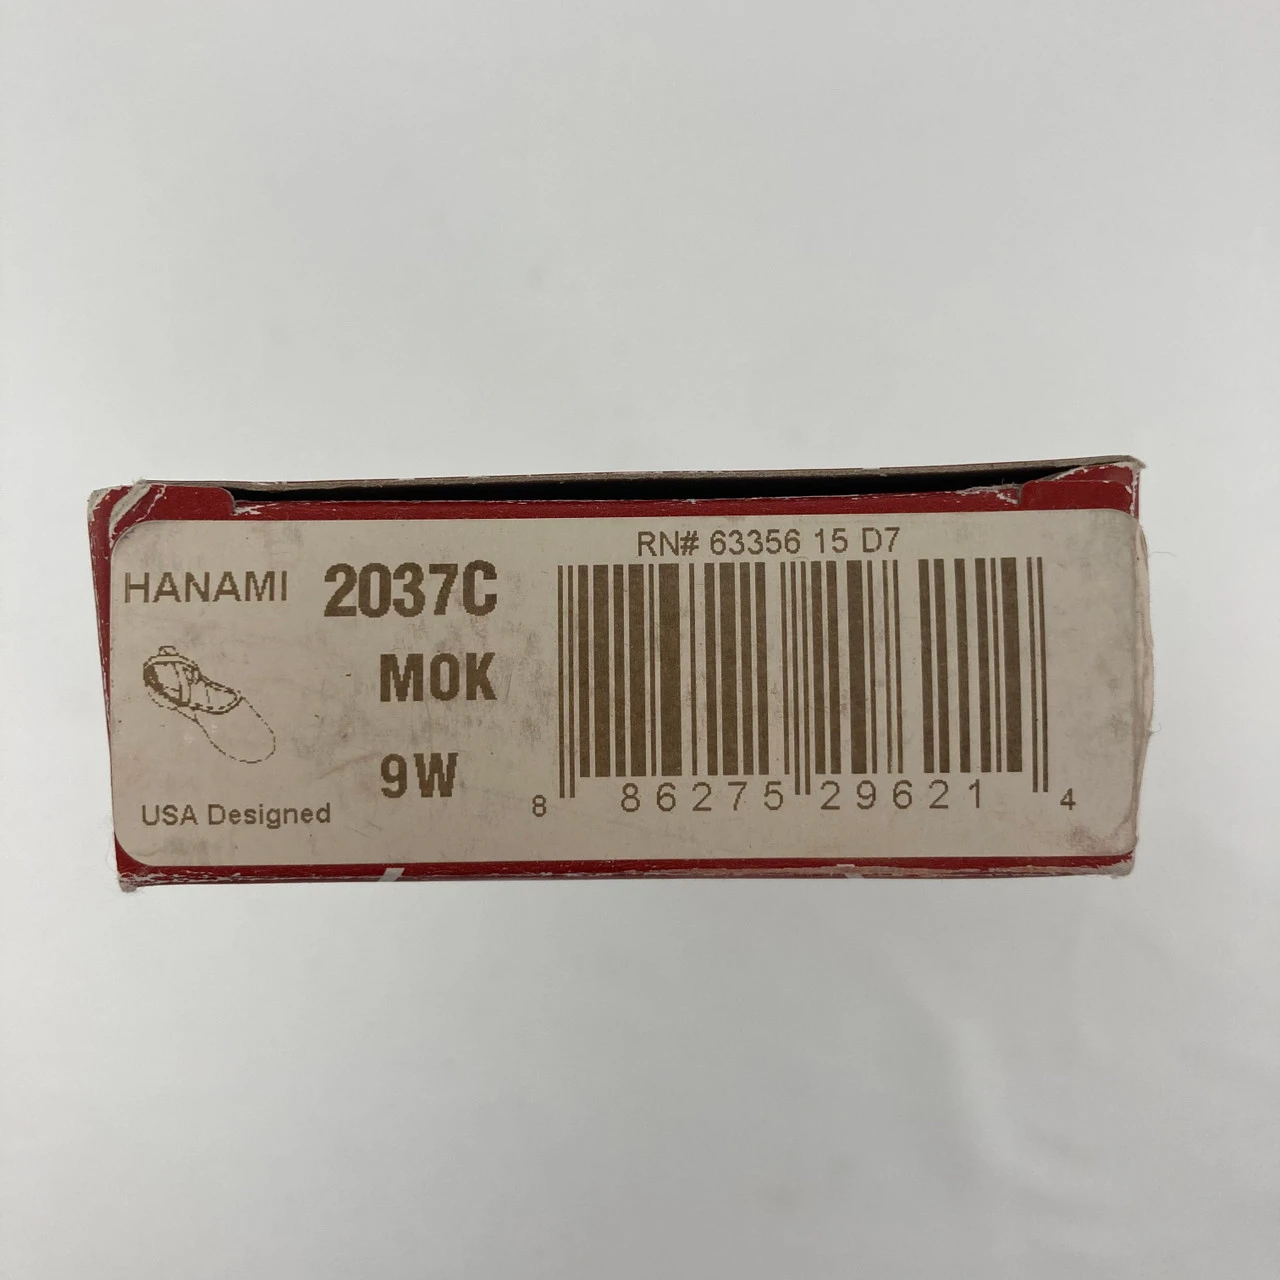 RN# 63356 15 D7
HANAMI 2037C
MOK
9W
USA Designed
8 86275 29621 4